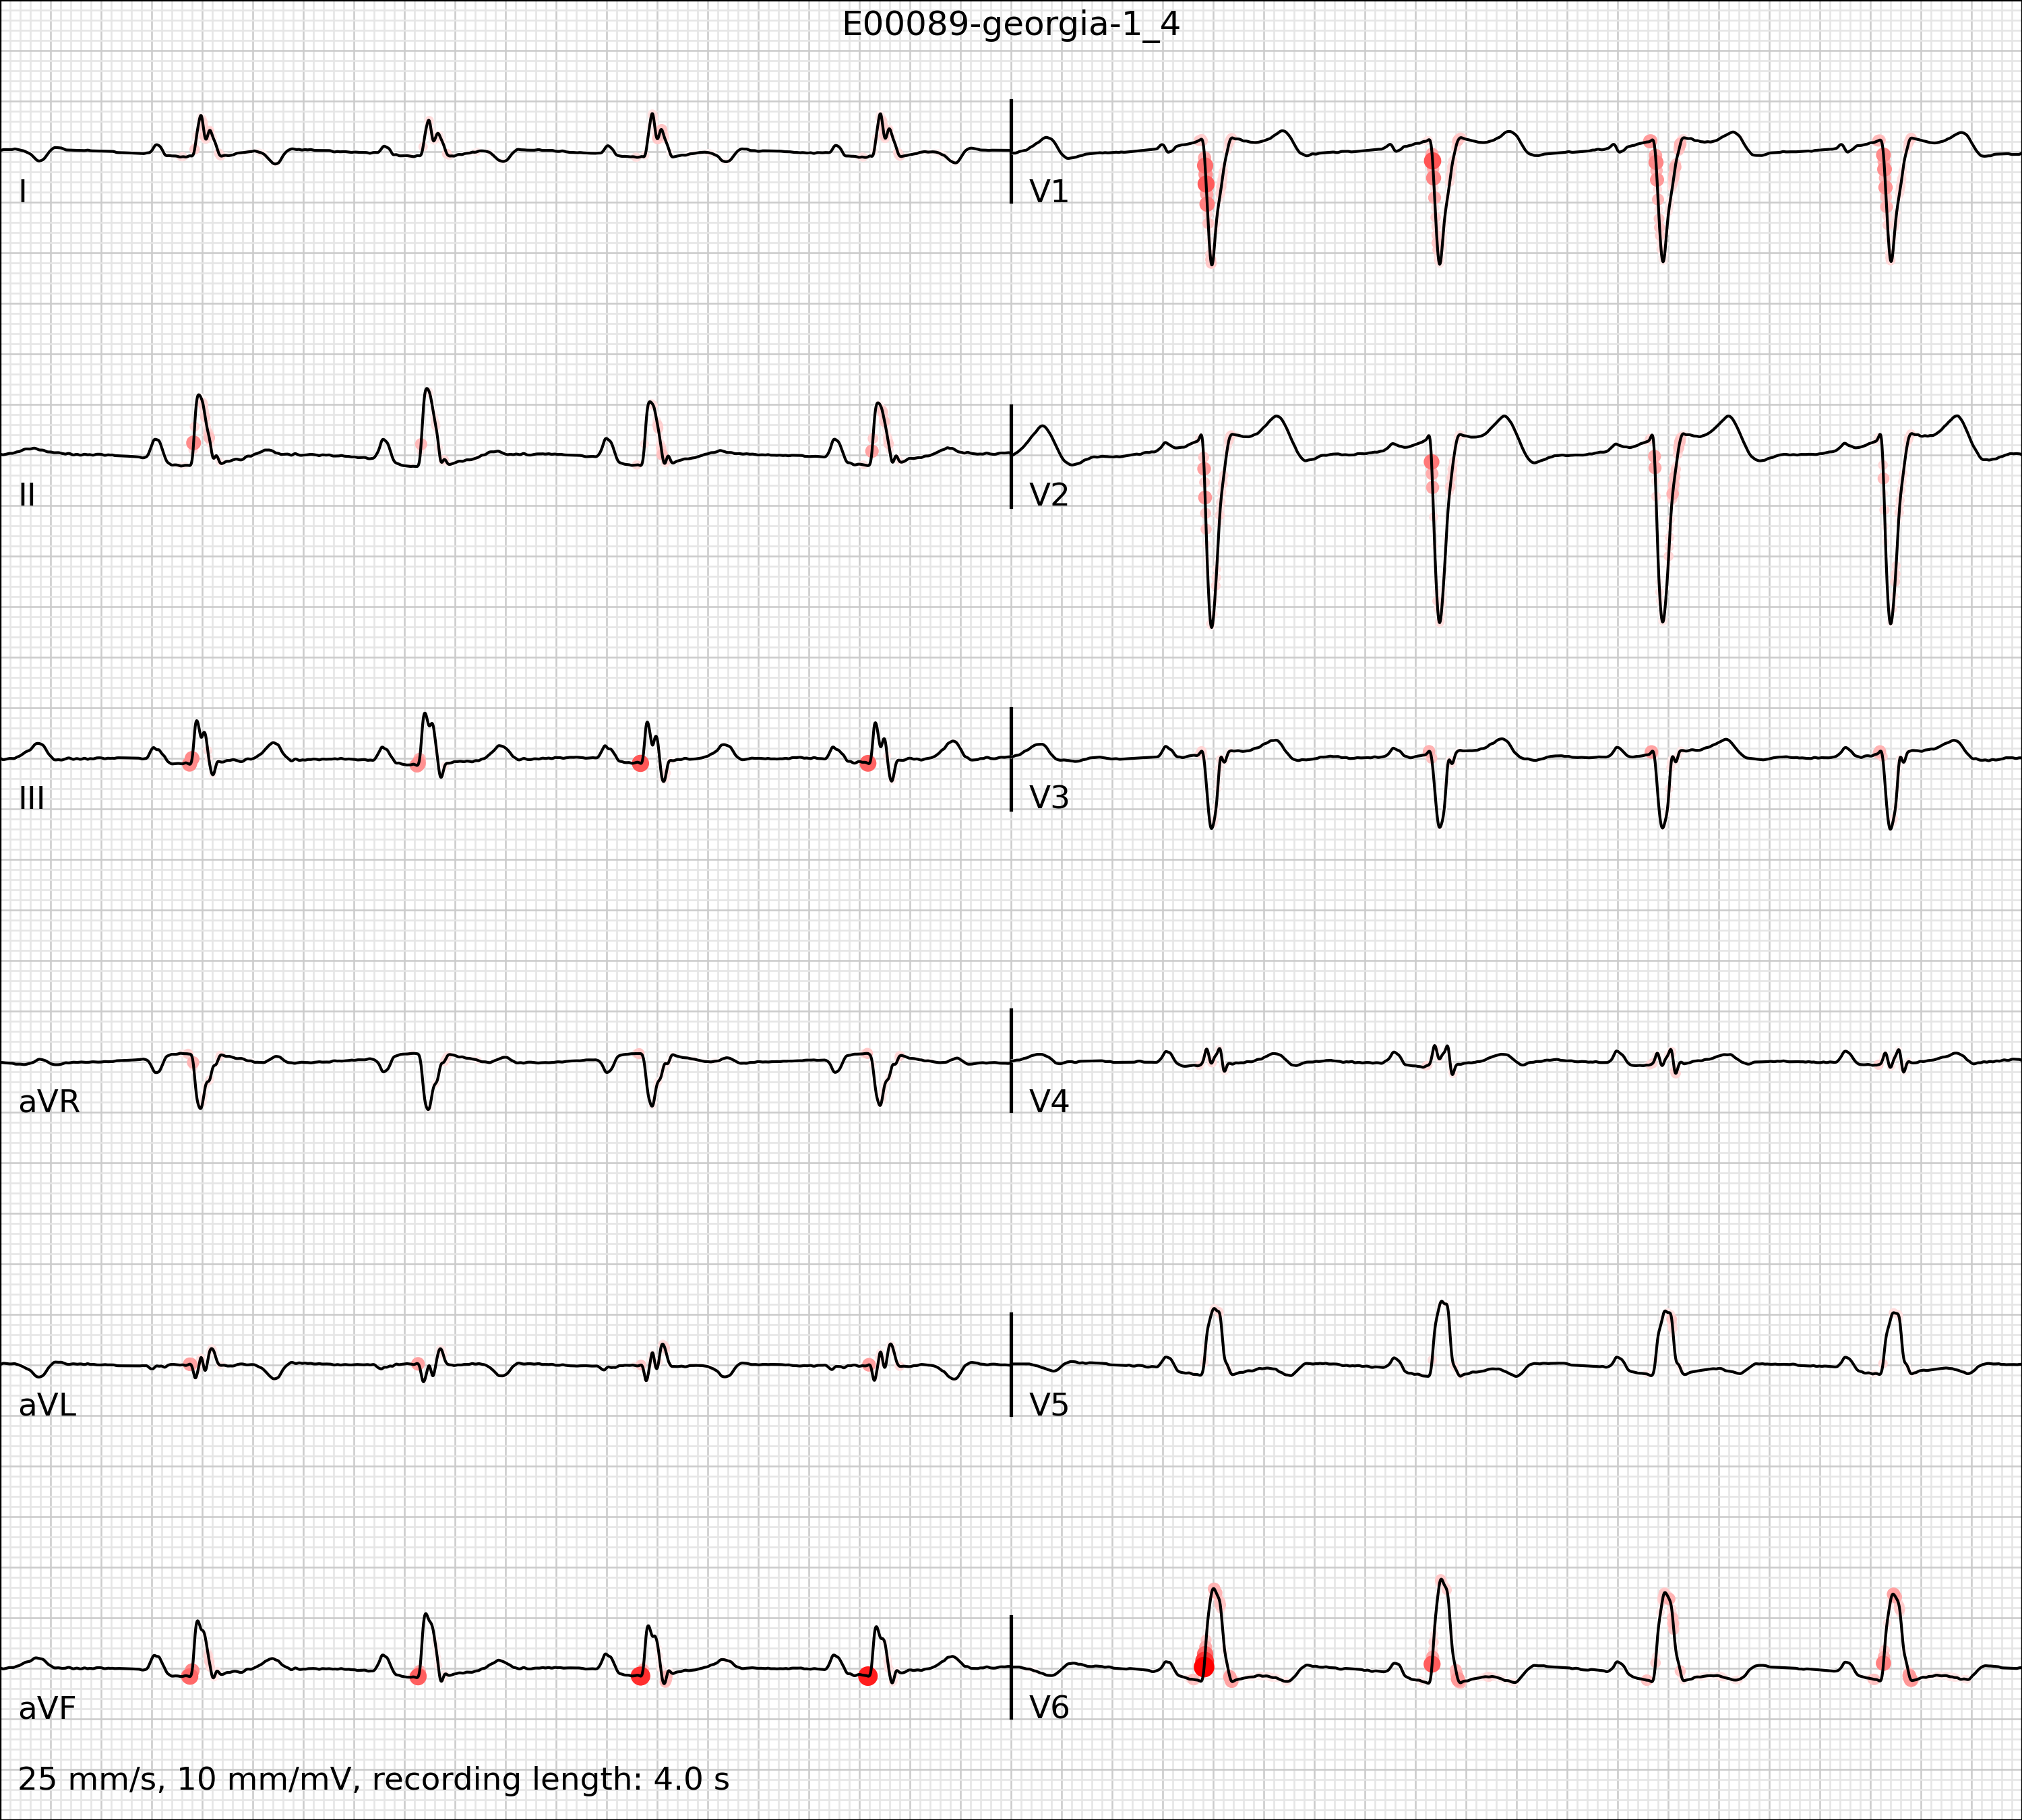 E00089-georgia-1_4
I
V1
II
V2
III
V3
aVR
V4
aVL
V5
aVF
V6
25 mm/s, 10 mm/mV, recording length: 4.0 s